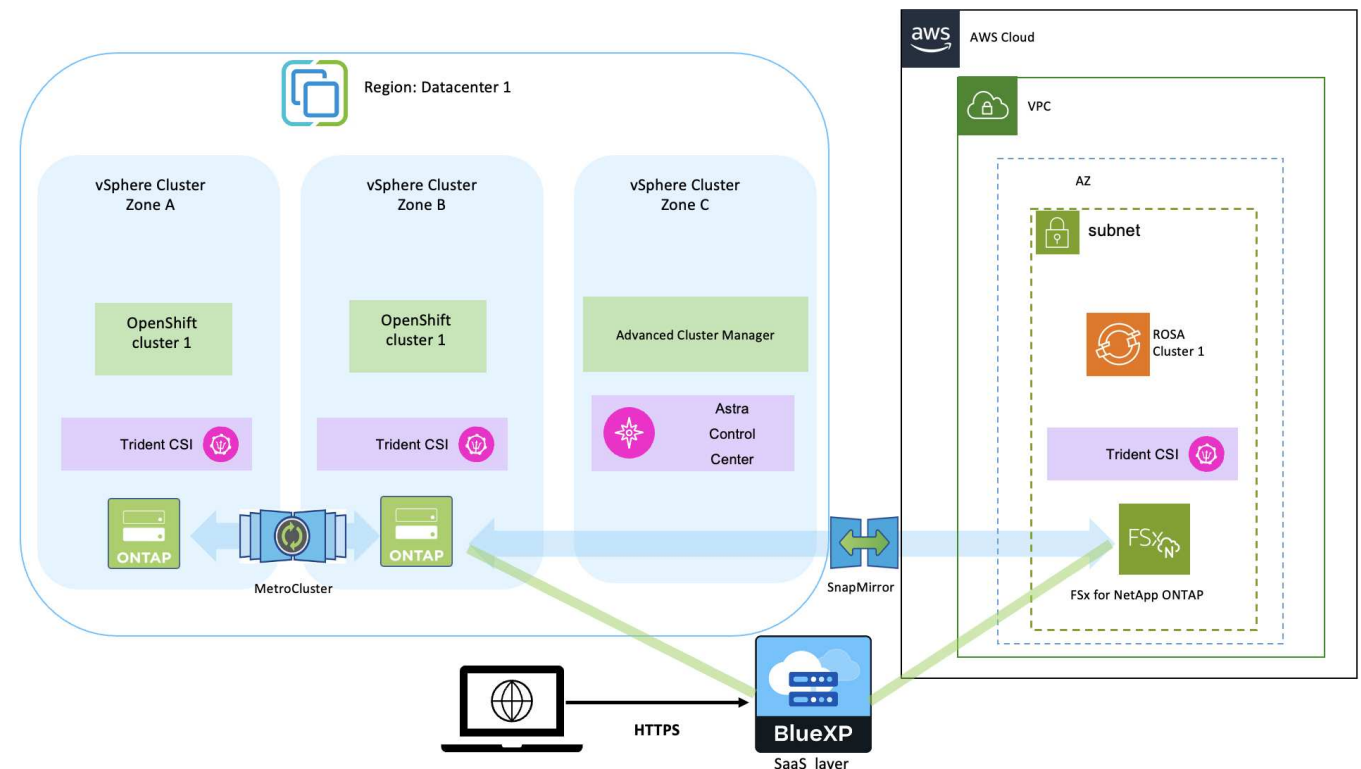 aws
AWS Cloud
Region: Datacenter 1
VPC
AZ
vSphere Cluster
Zone A
vSphere Cluster
Zone B
vSphere Cluster
Zone C
subnet
OpenShift
cluster 1
OpenShift
cluster 1
Advanced Cluster Manager
ROSA
Cluster 1
Trident CSI
Trident CSI
Astra
Control
Center
Trident CSI
ONTAP
ONTAP
MetroCluster
SnapMirror
FSx
N
FSx for NetApp ONTAP
HTTPS
BlueXP
SaaS layer